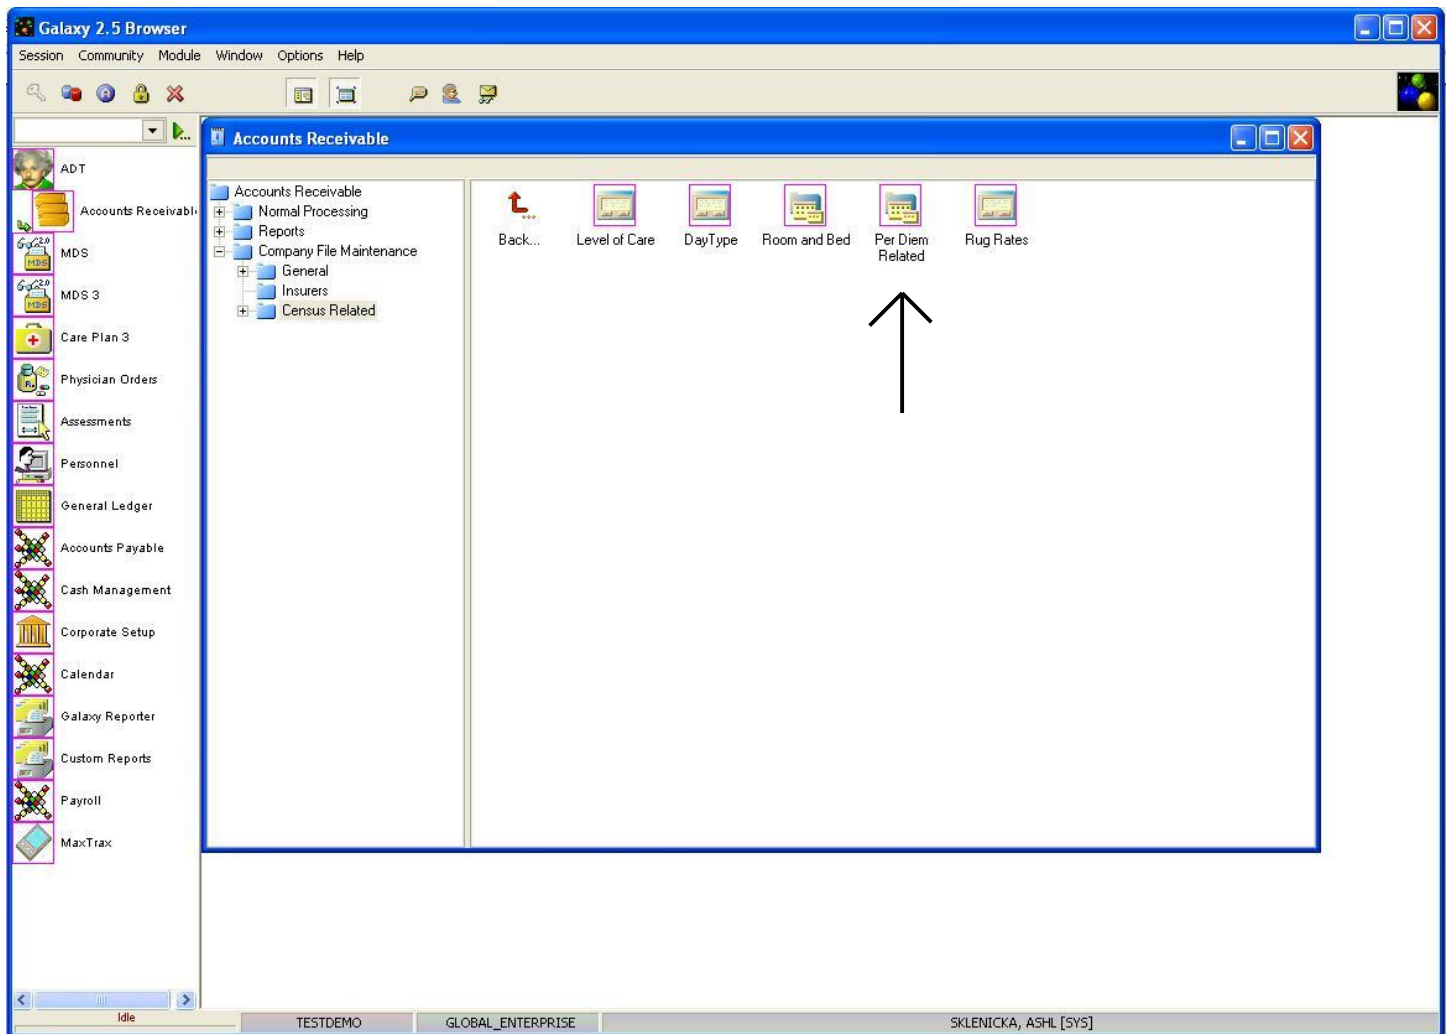 Galaxy 2.5 Browser
Session Community Module Window Options Help
Accounts Receivable
ADT
Accounts Receivabl
MDS
MDS 3
Care Plan 3
Physician Orders
Assessments
Personnel
General Ledger
Accounts Payable
Cash Management
Corporate Setup
Calendar
Galaxy Reporter
Custom Reports
Payroll
MaxTrax
Accounts Receivable
Normal Processing
Reports
Company File Maintenance
General
Insurers
Census Related
Back... Level of Care DayType Room and Bed Per Diem Rug Rates
Related
Idle TESTDEMO GLOBAL_ENTERPRISE SKLENICKA, ASHL [SYS]